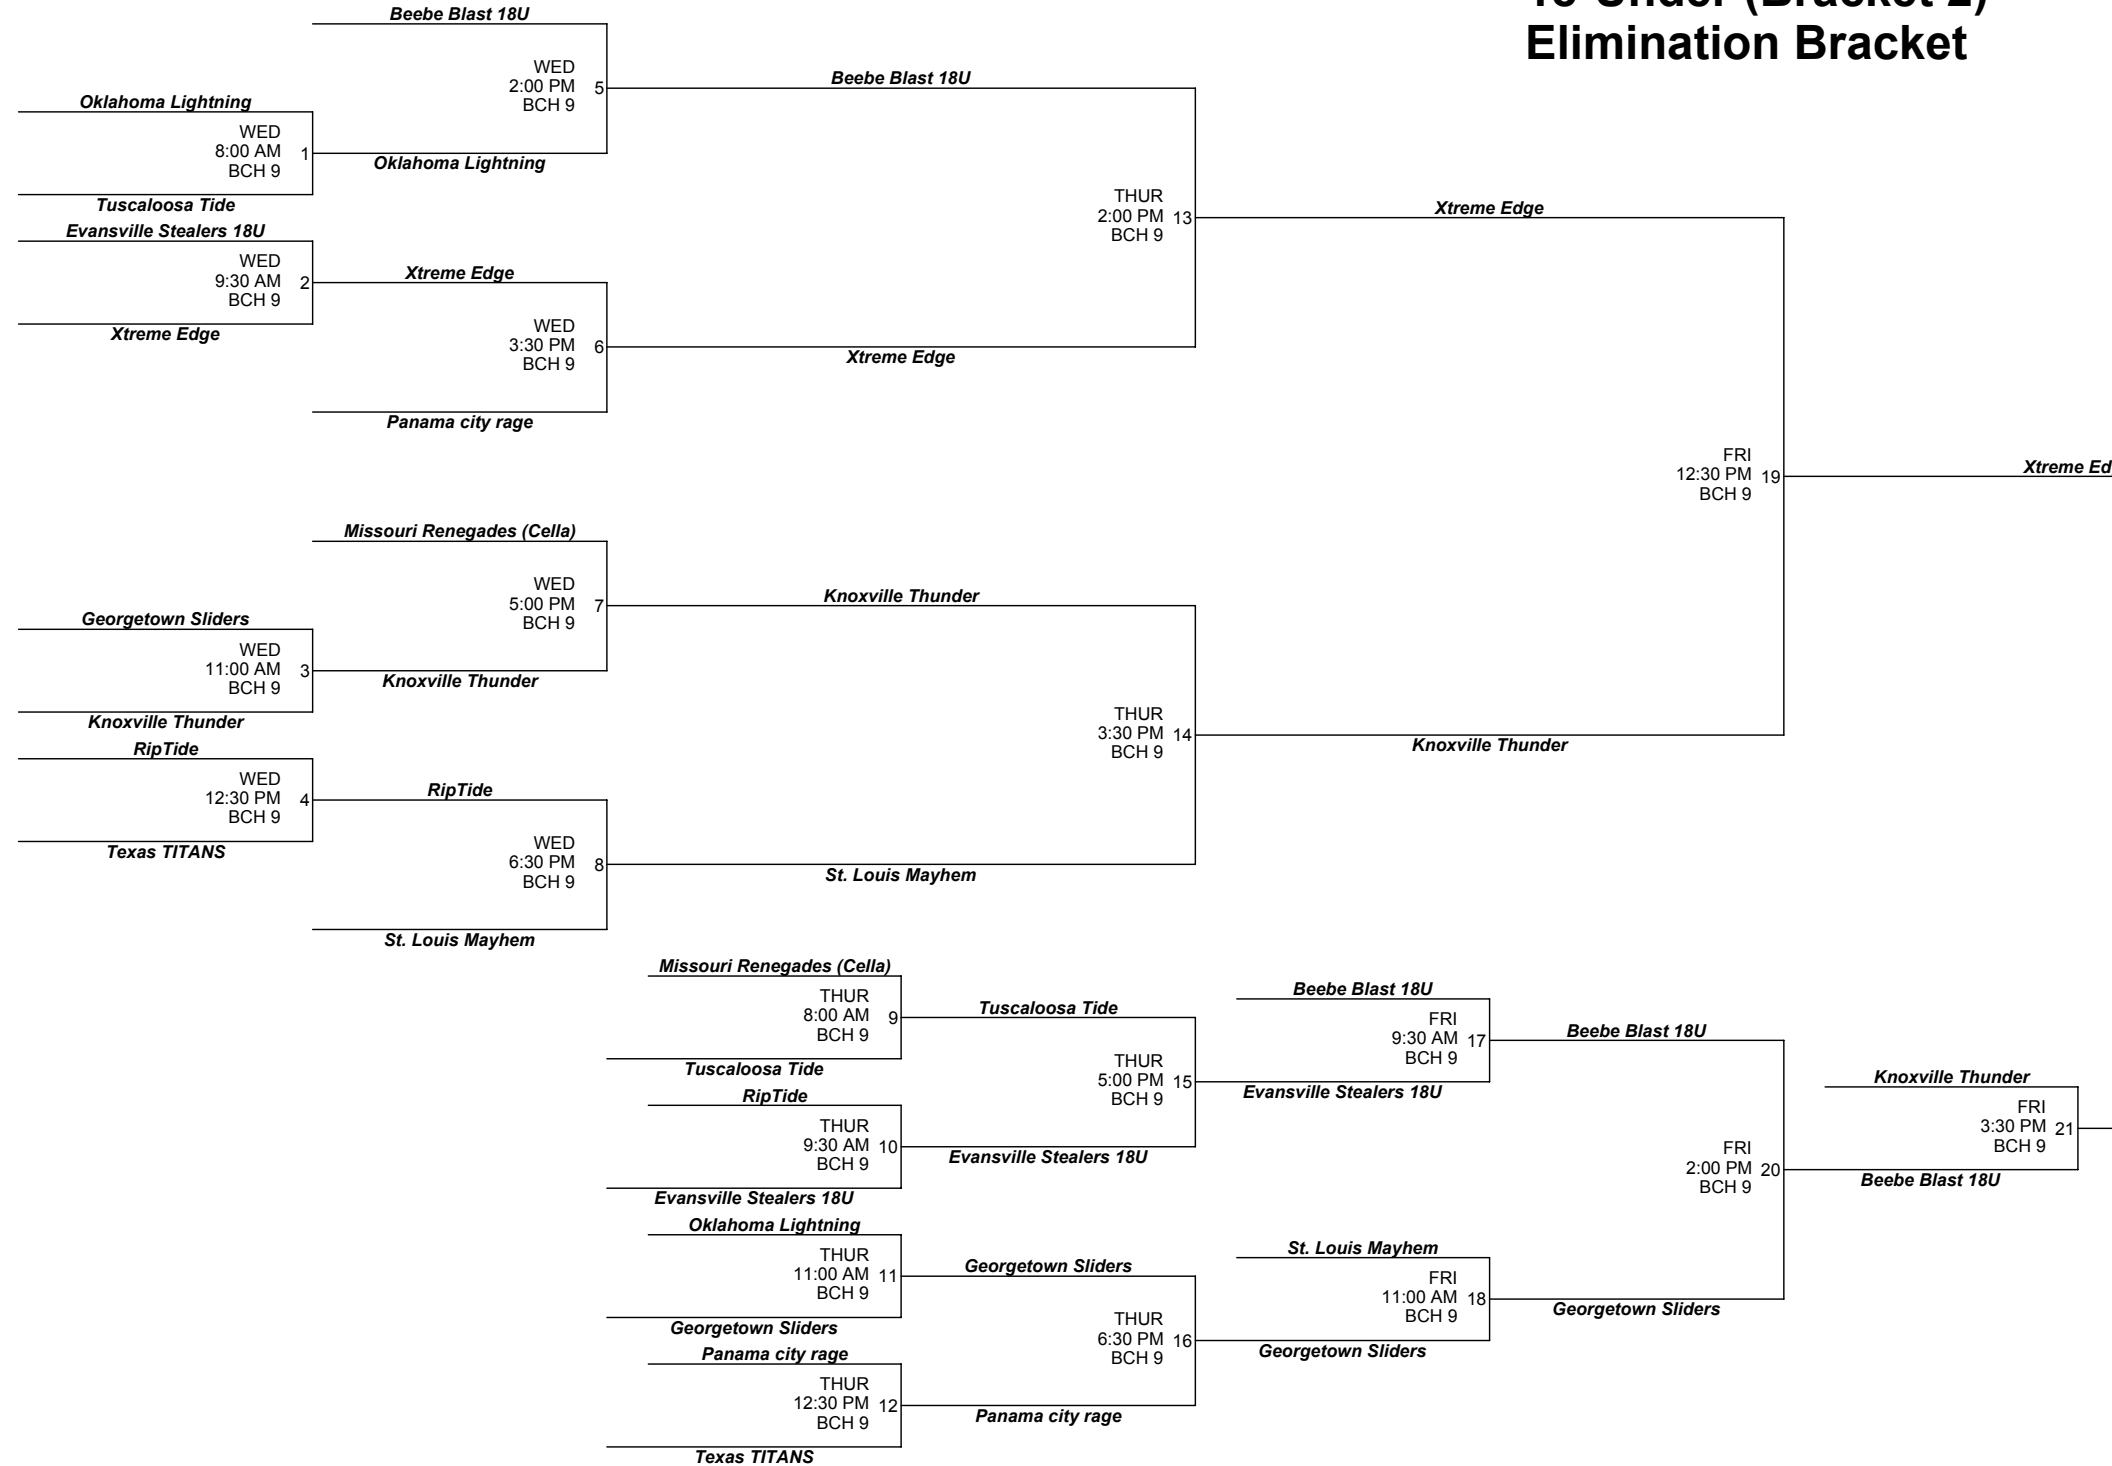 Elimination Bracket
Beebe Blast 18U
WED
2:00 PM 5
BCH 9
Beebe Blast 18U
Oklahoma Lightning
WED
8:00 AM 1
BCH 9
Oklahoma Lightning
Tuscaloosa Tide
Evansville Stealers 18U
WED
9:30 AM 2
BCH 9
Xtreme Edge
Xtreme Edge
WED
3:30 PM 6
BCH 9
Xtreme Edge
Panama city rage
THUR
2:00 PM 13
BCH 9
Xtreme Edge
FRI
12:30 PM 19
BCH 9
Xtreme Ed
Missouri Renegades (Cella)
WED
5:00 PM 7
BCH 9
Knoxville Thunder
Georgetown Sliders
WED
11:00 AM 3
BCH 9
Knoxville Thunder
Knoxville Thunder
RipTide
WED
12:30 PM 4
BCH 9
RipTide
Texas TITANS
WED
6:30 PM 8
BCH 9
St. Louis Mayhem
St. Louis Mayhem
THUR
3:30 PM 14
BCH 9
Knoxville Thunder
Missouri Renegades (Cella)
THUR
8:00 AM 9
BCH 9
Tuscaloosa Tide
Tuscaloosa Tide
RipTide
THUR
9:30 AM 10
BCH 9
Evansville Stealers 18U
Evansville Stealers 18U
THUR
5:00 PM 15
BCH 9
Beebe Blast 18U
FRI
9:30 AM 17
BCH 9
Evansville Stealers 18U
Beebe Blast 18U
Oklahoma Lightning
THUR
11:00 AM 11
BCH 9
Georgetown Sliders
Georgetown Sliders
Panama city rage
THUR
12:30 PM 12
BCH 9
Panama city rage
Texas TITANS
THUR
6:30 PM 16
BCH 9
St. Louis Mayhem
FRI
11:00 AM 18
BCH 9
Georgetown Sliders
Georgetown Sliders
FRI
2:00 PM 20
BCH 9
Knoxville Thunder
FRI
3:30 PM 21
BCH 9
Beebe Blast 18U